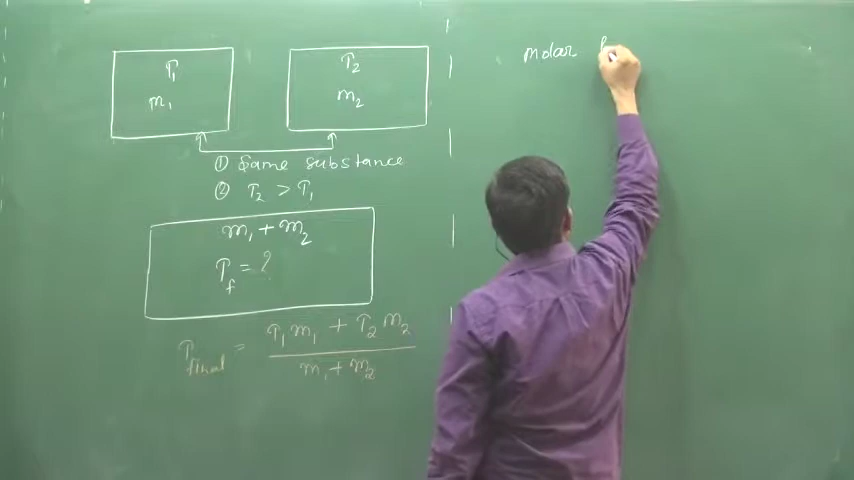 T₁
m₁
T₂
m₂
① Same substance
② T₂ > T₁
m₁ + m₂
T_f = ?
T_final = (T₁m₁ + T₂m₂) / (m₁ + m₂)
molar